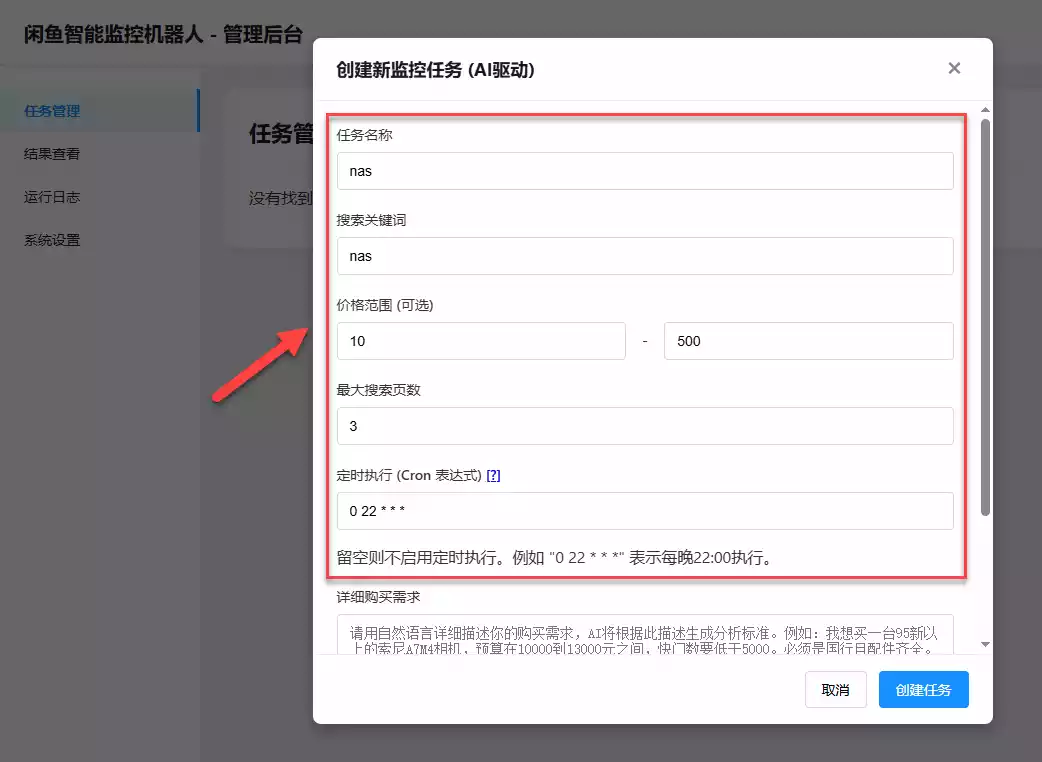 闲鱼智能监控机器人 - 管理后台
任务管理
结果查看
运行日志
系统设置
任务管
没有找到
创建新监控任务 (AI驱动)
×
任务名称
nas
搜索关键词
nas
价格范围 (可选)
10 - 500
最大搜索页数
3
定时执行 (Cron 表达式) [?]
0 22 * * *
留空则不启用定时执行。例如 "0 22 * * *" 表示每晚22:00执行。
详细购买需求
请用自然语言详细描述你的购买需求，AI将根据此描述生成分析标准。例如：我想买一台95新以
上的索尼A7M4相机，预算在10000到13000元之间，快门数要低于5000。必须是国行且配件齐全。
取消
创建任务